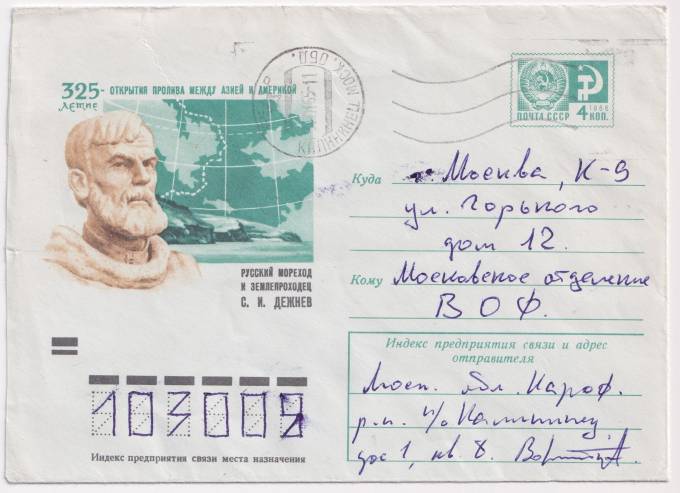 325-
летие
ОТКРЫТИЯ ПРОЛИВА МЕЖДУ АЗИЕЙ И АМЕРИКОЙ
РУССКИЙ МОРЕХОД
И ЗЕМЛЕПРОХОДЕЦ
С. И. ДЕЖНЕВ
МОСК. ОБЛ.
1966
ПОЧТА СССР
4 КОП.
Куда г. Москва, К-9
ул. Горького
дом 12.
Кому Московское отделение
ВОФ.
Индекс предприятия связи и адрес
отправителя
Моск. обл.
п/о
дос 1, кв. 8.
103009
Индекс предприятия связи места назначения